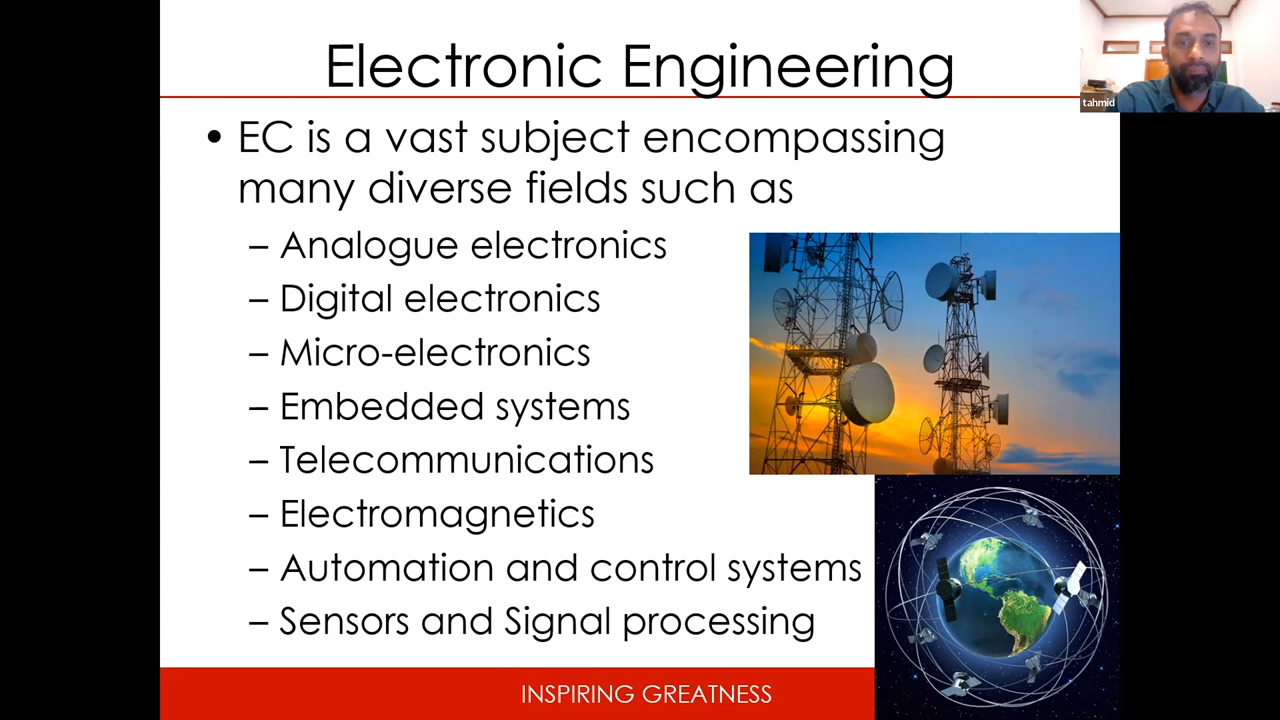 Electronic Engineering
tahmid
• EC is a vast subject encompassing
many diverse fields such as
– Analogue electronics
– Digital electronics
– Micro-electronics
– Embedded systems
– Telecommunications
– Electromagnetics
– Automation and control systems
– Sensors and Signal processing
INSPIRING GREATNESS